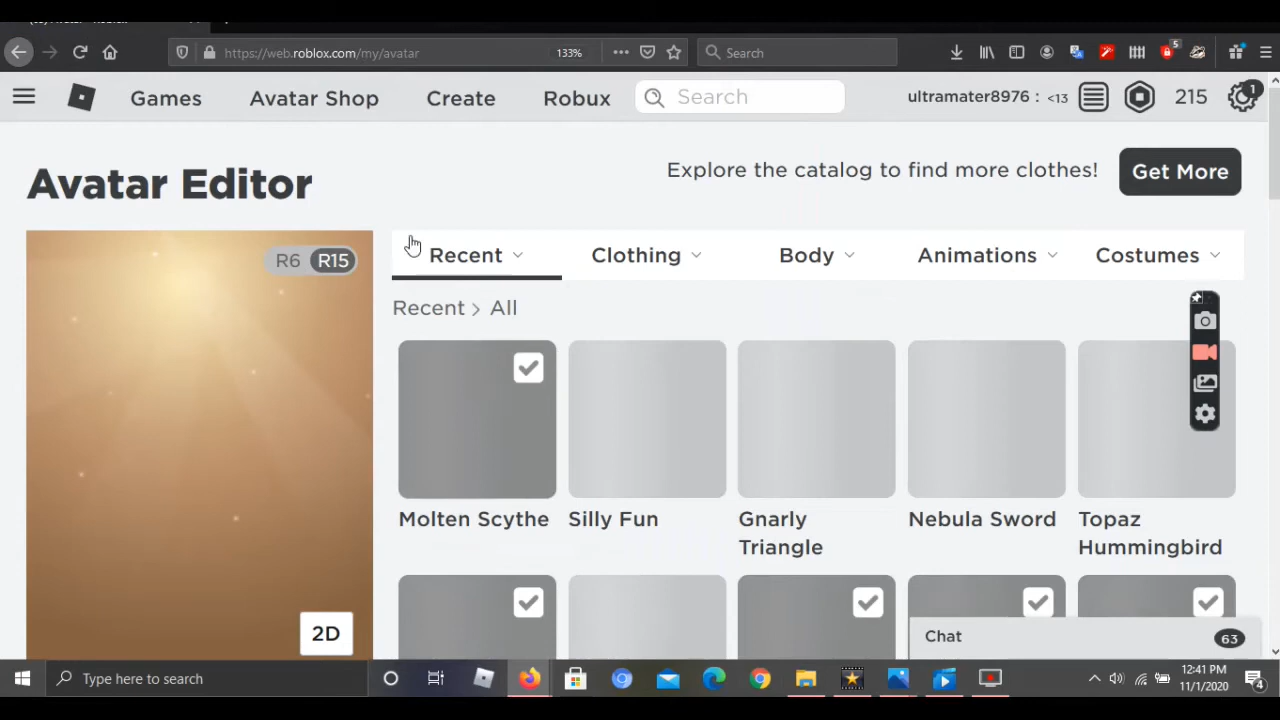 https://web.roblox.com/my/avatar
133%
Search
5
Games
Avatar Shop
Create
Robux
Search
ultramater8976 : <13
215
1
Avatar Editor
Explore the catalog to find more clothes!
Get More
R6 R15
Recent
Clothing
Body
Animations
Costumes
Recent > All
Molten Scythe
Silly Fun
Gnarly
Triangle
Nebula Sword
Topaz
Hummingbird
2D
Chat
63
Type here to search
12:41 PM
11/1/2020
4